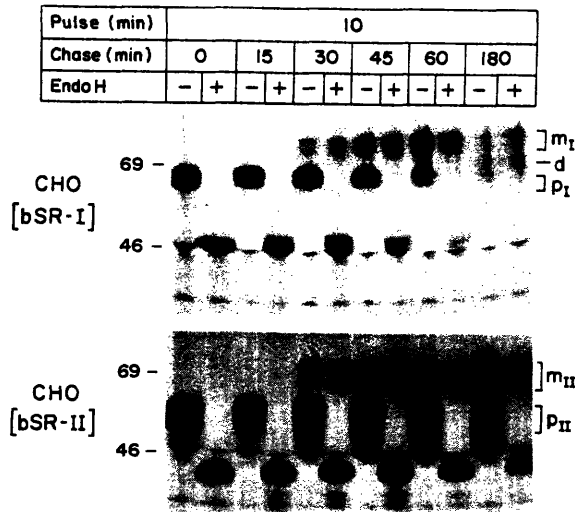 Pulse (min) 10
Chase (min) 0 15 30 45 60 180
Endo H - + - + - + - + - + - +
CHO
[bSR-I]
69 -
46 -
] mI
- d
] pI
CHO
[bSR-II]
69 -
46 -
] mII
] pII